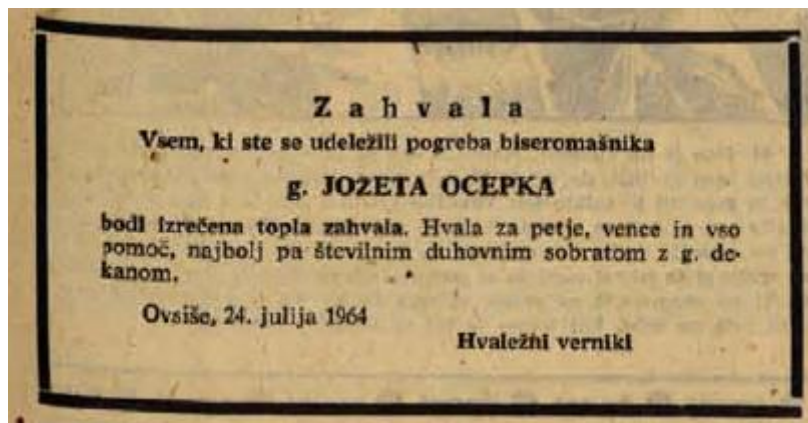 Zahvala
Vsem, ki ste se udeležili pogreba biseromašnika
g. JOŽETA OCEPKA
bodi izrečena topla zahvala. Hvala za petje, vence in vso
pomoč, najbolj pa številnim duhovnim sobratom z g. de-
kanom.
Ovsiše, 24. julija 1964
Hvaležni verniki